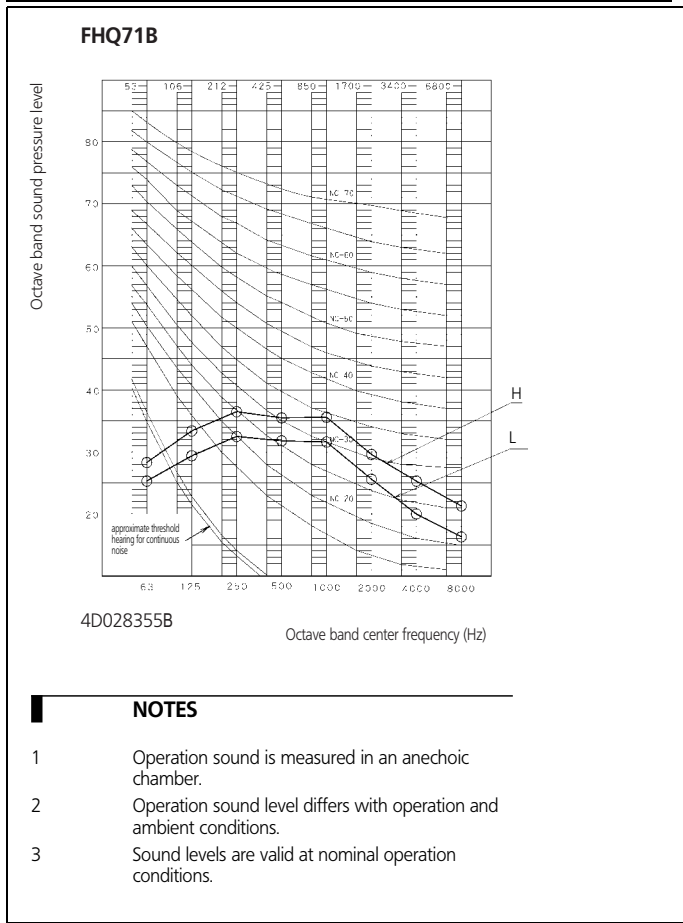 FHQ71B
Octave band sound pressure level
53 106 212 425 850 1700 3400 6800
80
70
60
50
40
30
20
NC-70
NC-60
NC-50
NC-40
NC-30
NC-20
H
L
approximate threshold
hearing for continuous
noise
63 125 250 500 1000 2000 4000 8000
4D028355B
Octave band center frequency (Hz)
NOTES
1 Operation sound is measured in an anechoic
chamber.
2 Operation sound level differs with operation and
ambient conditions.
3 Sound levels are valid at nominal operation
conditions.